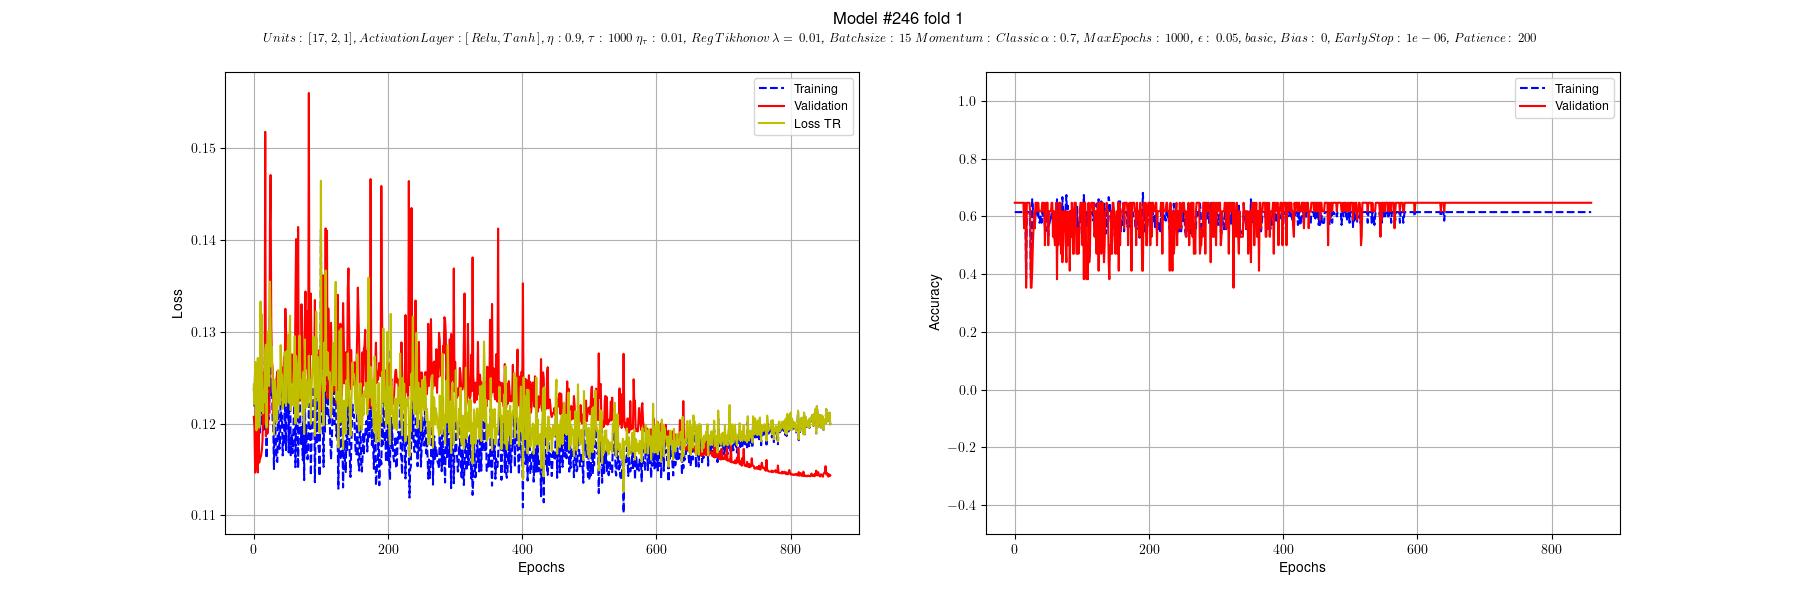 Model #246 fold 1
Units : [17, 2, 1], ActivationLayer : [ Relu, Tanh], η : 0.9, τ : 1000 ητ : 0.01, RegTikhonov λ = 0.01, Batchsize : 15 Momentum : Classic α : 0.7, MaxEpochs : 1000, ϵ : 0.05, basic, Bias : 0, EarlyStop : 1e − 06, Patience : 200
Training
Validation
Loss TR
0.15
0.14
0.13
0.12
0.11
Loss
0 200 400 600 800
Epochs
Training
Validation
1.0
0.8
0.6
0.4
0.2
0.0
−0.2
−0.4
Accuracy
0 200 400 600 800
Epochs